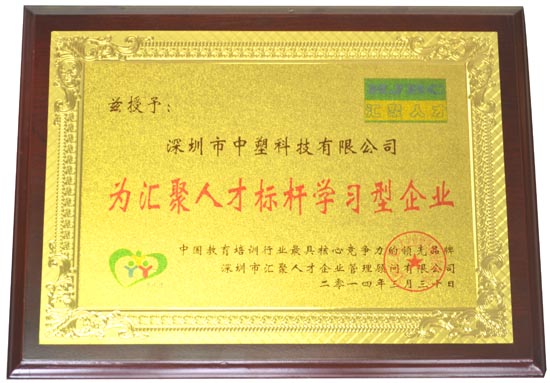 汇聚人才
兹授予：
深圳市中塑科技有限公司
为汇聚人才标杆学习型企业
中国教育培训行业最具核心竞争力的领先品牌
深圳市汇聚人才企业管理顾问有限公司
二零一四年三月三十日